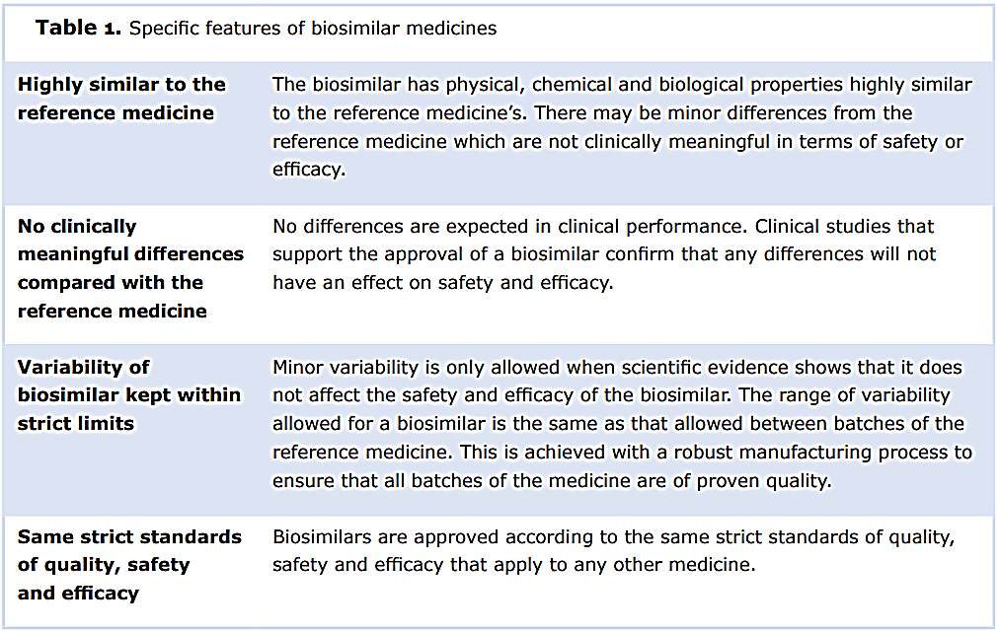 Table 1. Specific features of biosimilar medicines
Highly similar to the
reference medicine
The biosimilar has physical, chemical and biological properties highly similar
to the reference medicine’s. There may be minor differences from the
reference medicine which are not clinically meaningful in terms of safety or
efficacy.
No clinically
meaningful differences
compared with the
reference medicine
No differences are expected in clinical performance. Clinical studies that
support the approval of a biosimilar confirm that any differences will not
have an effect on safety and efficacy.
Variability of
biosimilar kept within
strict limits
Minor variability is only allowed when scientific evidence shows that it does
not affect the safety and efficacy of the biosimilar. The range of variability
allowed for a biosimilar is the same as that allowed between batches of the
reference medicine. This is achieved with a robust manufacturing process to
ensure that all batches of the medicine are of proven quality.
Same strict standards
of quality, safety
and efficacy
Biosimilars are approved according to the same strict standards of quality,
safety and efficacy that apply to any other medicine.